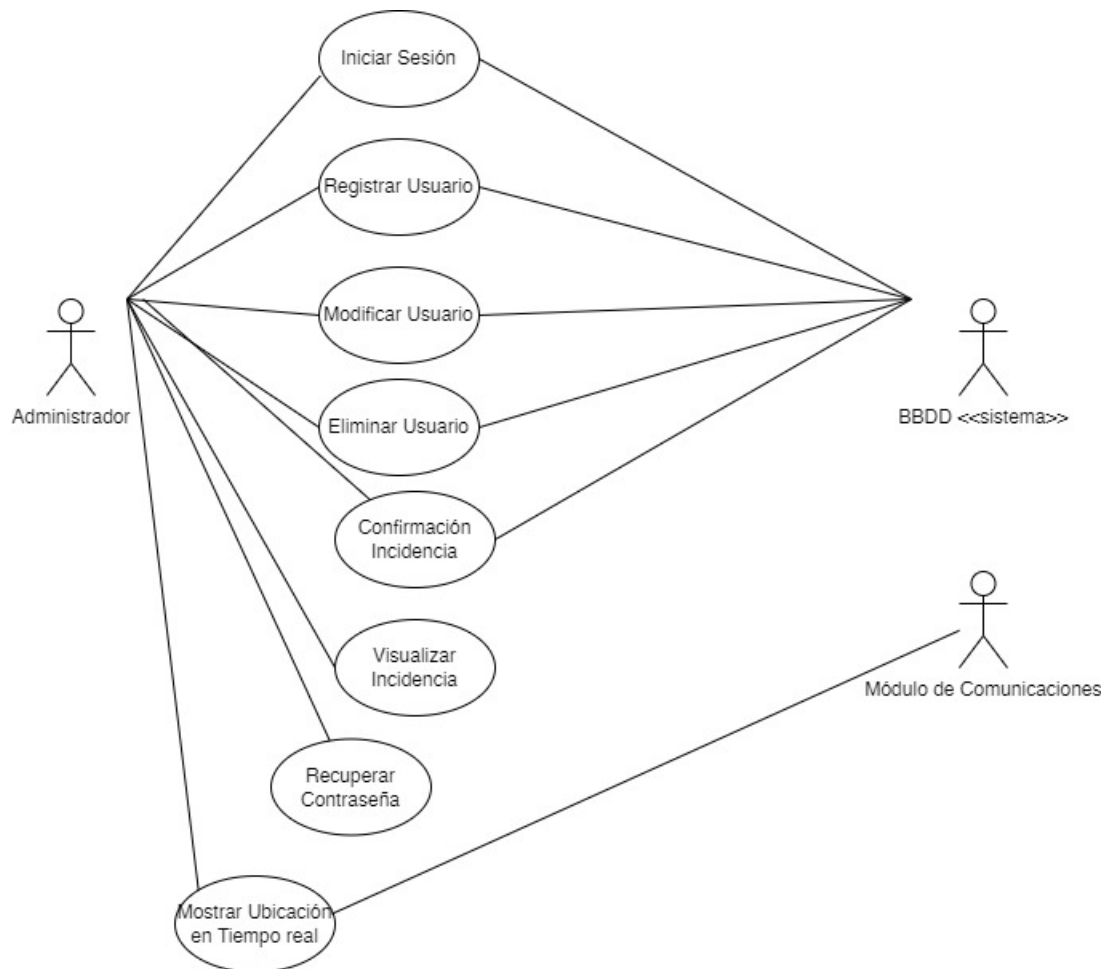 Iniciar Sesión
Registrar Usuario
Modificar Usuario
Administrador
BBDD <<sistema>>
Eliminar Usuario
Confirmación
Incidencia
Visualizar
Incidencia
Módulo de Comunicaciones
Recuperar
Contraseña
Mostrar Ubicación
en Tiempo real